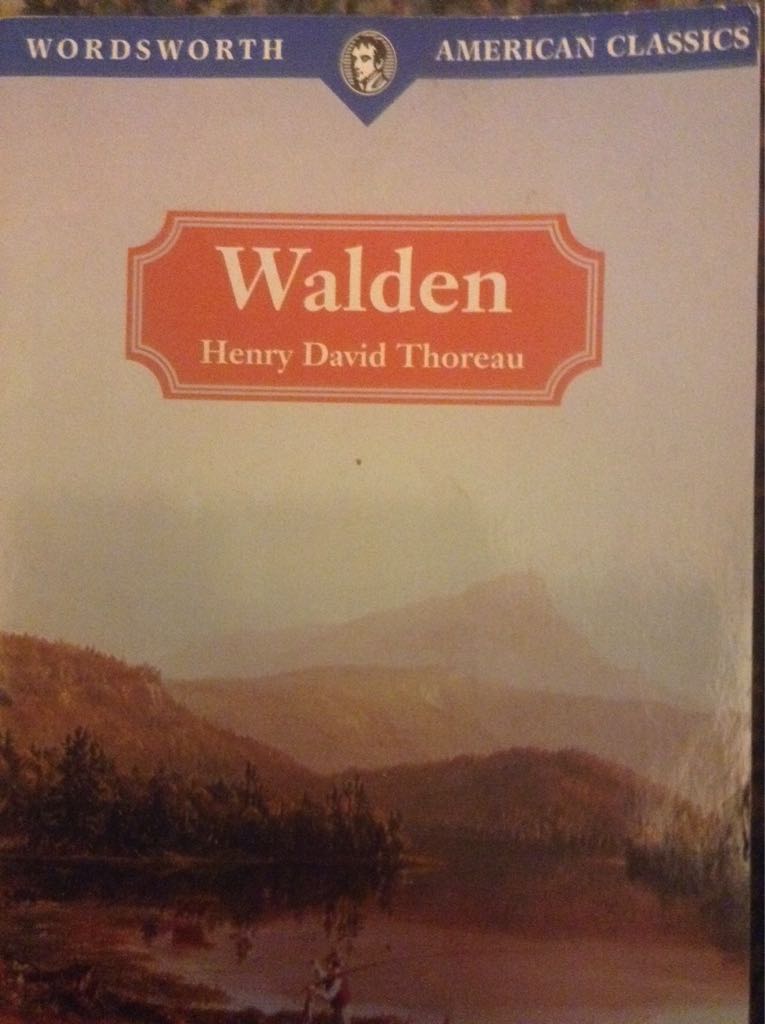 WORDSWORTH AMERICAN CLASSICS
Walden
Henry David Thoreau